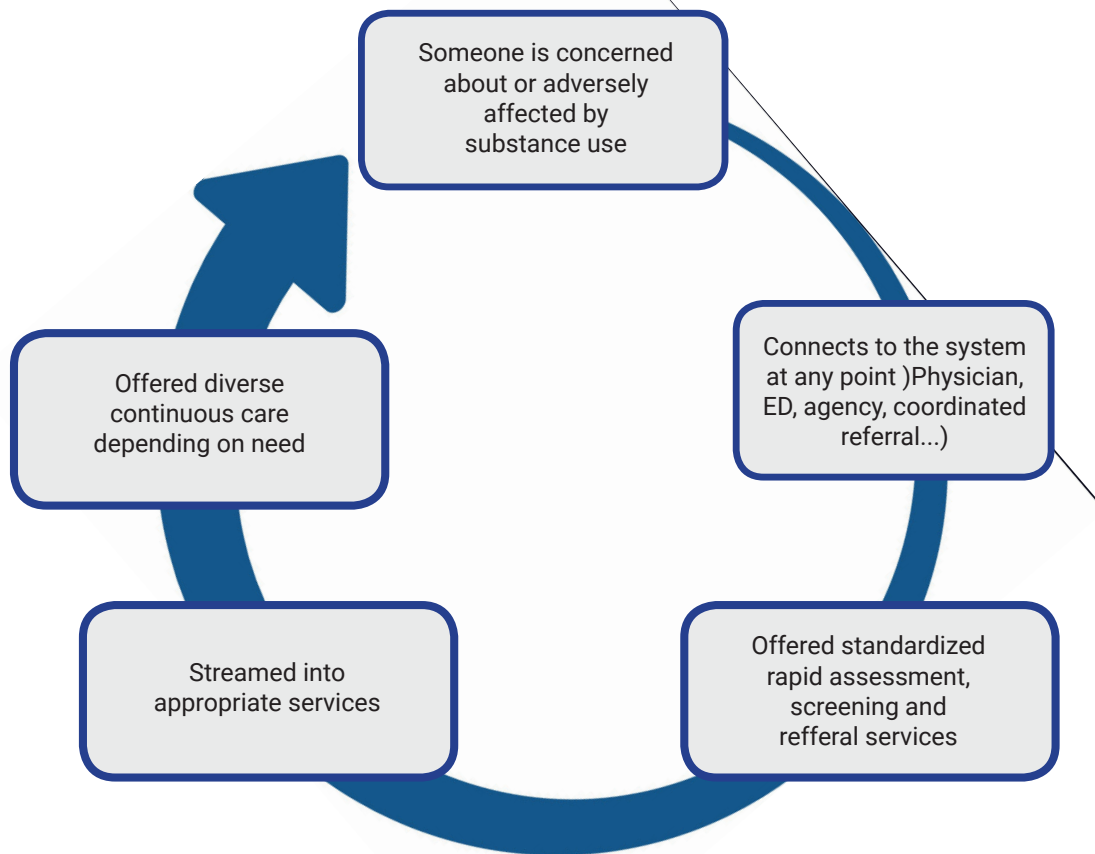 Someone is concerned
about or adversely
affected by
substance use
Connects to the system
at any point )Physician,
ED, agency, coordinated
referral...)
Offered standardized
rapid assessment,
screening and
refferal services
Streamed into
appropriate services
Offered diverse
continuous care
depending on need